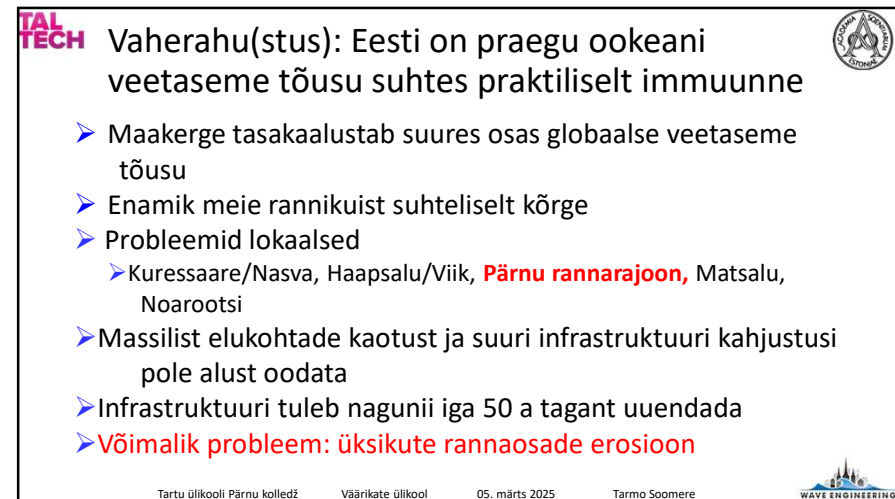 TAL
TECH
Vaherahu(stus): Eesti on praegu ookeani
veetaseme tõusu suhtes praktiliselt immuunne
ACADEMIA SCIENTIARUM ESTONIAE
➢ Maakerge tasakaalustab suures osas globaalse veetaseme
tõusu
➢ Enamik meie rannikuist suhteliselt kõrge
➢ Probleemid lokaalsed
➢Kuressaare/Nasva, Haapsalu/Viik, Pärnu rannarajoon, Matsalu,
Noarootsi
➢Massilist elukohtade kaotust ja suuri infrastruktuuri kahjustusi
pole alust oodata
➢Infrastruktuuri tuleb nagunii iga 50 a tagant uuendada
➢Võimalik probleem: üksikute rannaosade erosioon
Tartu ülikooli Pärnu kolledž Väärikate ülikool 05. märts 2025 Tarmo Soomere
WAVE ENGINEERING